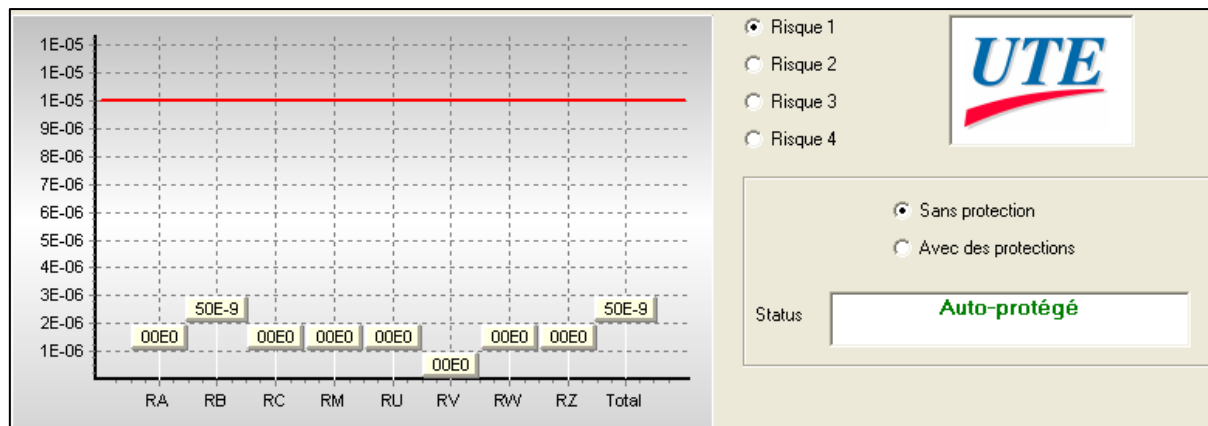 1E-05
1E-05
1E-05
9E-06
8E-06
7E-06
6E-06
5E-06
4E-06
3E-06
2E-06
1E-06
00E0
50E-9
00E0
00E0
00E0
00E0
00E0
00E0
50E-9
RA RB RC RM RU RV RW RZ Total
Risque 1
Risque 2
Risque 3
Risque 4
UTE
Sans protection
Avec des protections
Status Auto-protégé